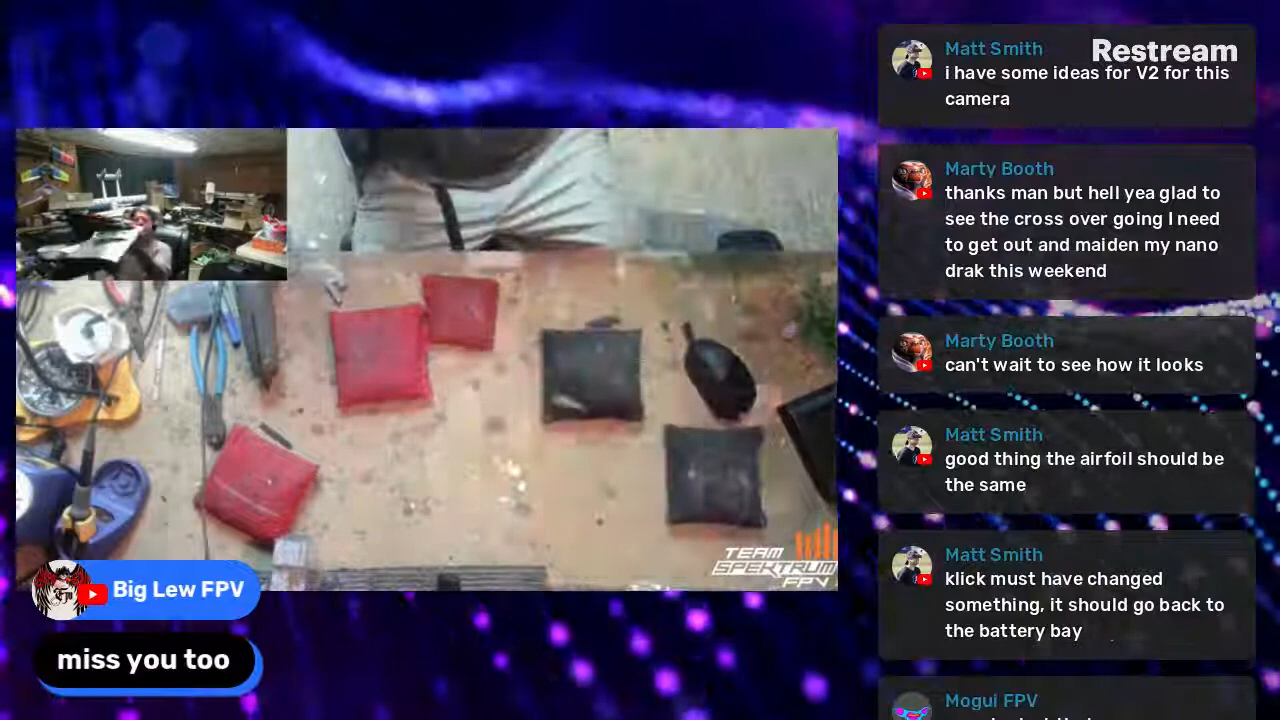 Matt Smith
Restream
i have some ideas for V2 for this
camera
Marty Booth
thanks man but hell yea glad to
see the cross over going I need
to get out and maiden my nano
drak this weekend
Marty Booth
can't wait to see how it looks
Matt Smith
good thing the airfoil should be
the same
Matt Smith
klick must have changed
something, it should go back to
the battery bay
Mogui FPV
TEAM
SPEKTRUM
FPV
Big Lew FPV
miss you too